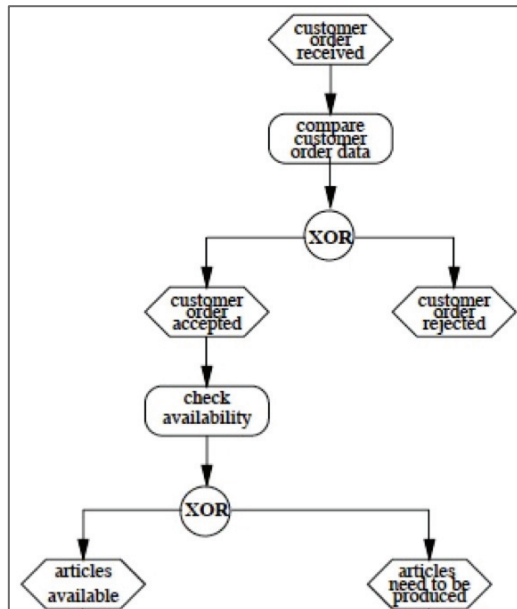 customer
order
received
compare
customer
order data
XOR
customer
order
accepted
customer
order
rejected
check
availability
XOR
articles
available
articles
need to be
produced